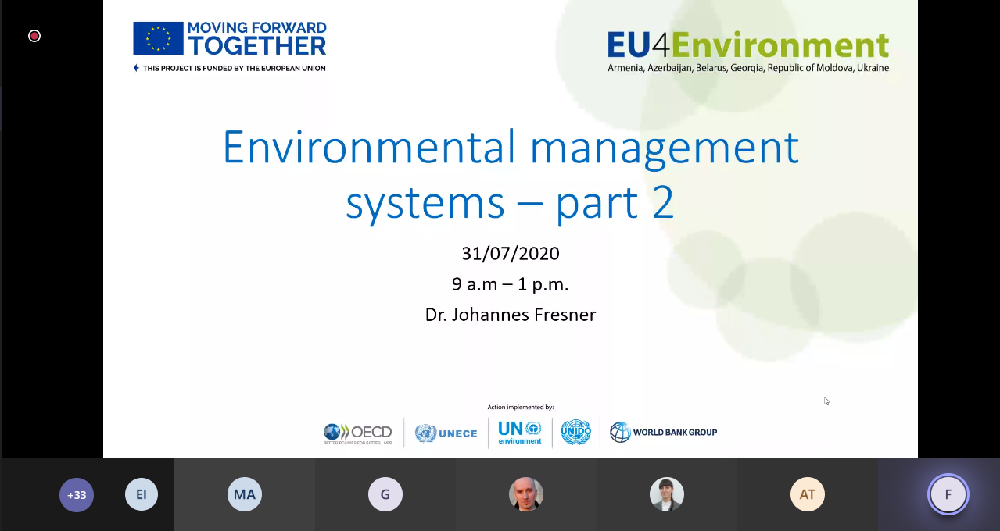 MOVING FORWARD
TOGETHER
THIS PROJECT IS FUNDED BY THE EUROPEAN UNION
EU4Environment
Armenia, Azerbaijan, Belarus, Georgia, Republic of Moldova, Ukraine
Environmental management
systems – part 2
31/07/2020
9 a.m – 1 p.m.
Dr. Johannes Fresner
Action implemented by:
OECD
BETTER POLICIES FOR BETTER LIVES
UNECE
UN
environment
UNIDO
WORLD BANK GROUP
+33
EI
MA
G
AT
F